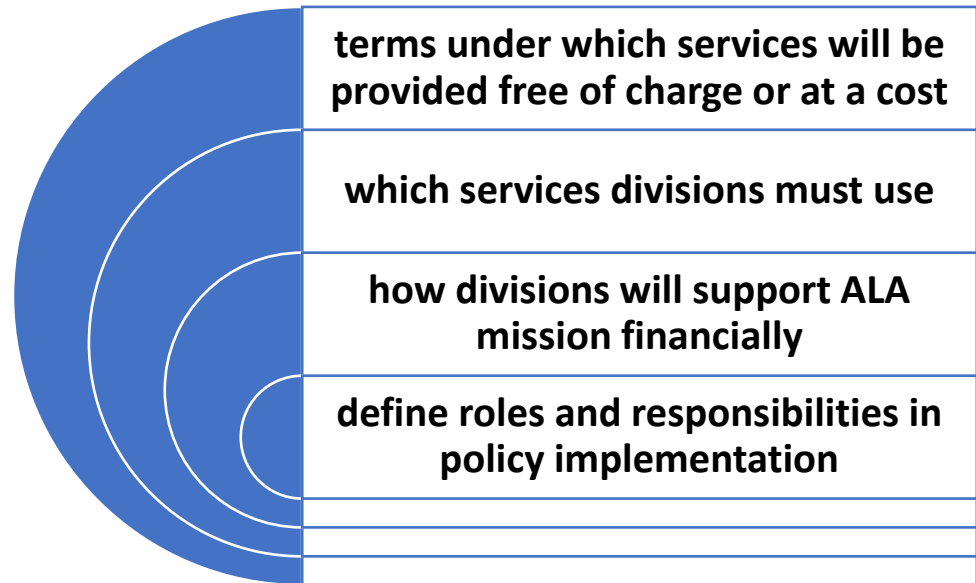 terms under which services will be
provided free of charge or at a cost
which services divisions must use
how divisions will support ALA
mission financially
define roles and responsibilities in
policy implementation